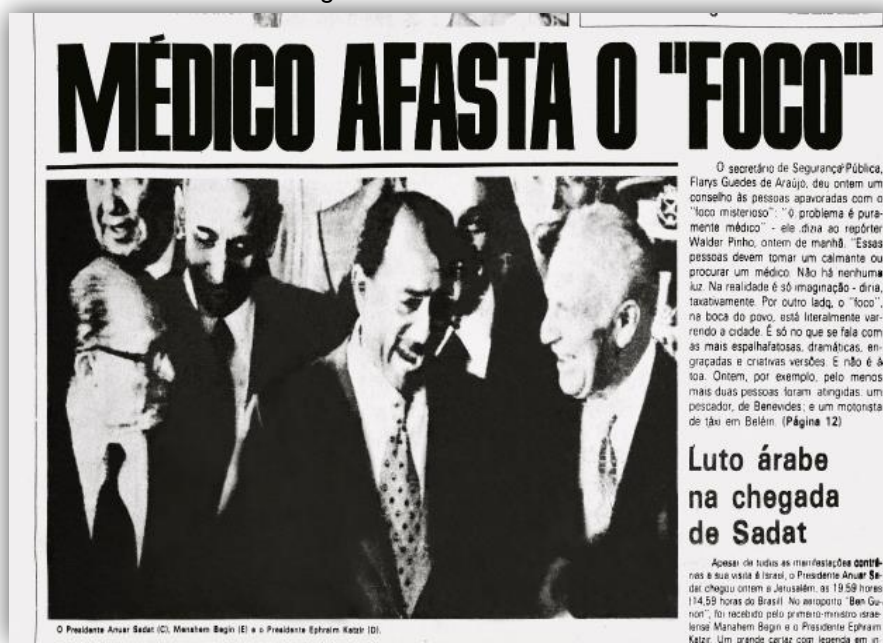 MÉDICO AFASTA O "FOCO"
O secretário de Segurança Pública,
Flarys Guedes de Araújo, deu ontem um
conselho às pessoas apavoradas com o
"foco misterioso": "O problema é pura-
mente médico" - ele dizia ao repórter
Walder Pinho, ontem de manhã. "Essas
pessoas devem tomar um calmante ou
procurar um médico. Não há nenhuma
luz. Na realidade é só imaginação - diria,
taxativamente. Por outro lado, o "foco",
na boca do povo, está literalmente var-
rendo a cidade. É só no que se fala com
as mais espalhafatosas, dramáticas, en-
graçadas e criativas versões. E não é à
toa. Ontem, por exemplo, pelo menos
mais duas pessoas foram atingidas: um
pescador, de Benevides; e um motorista
de táxi em Belém. (Página 12)
Luto árabe
na chegada
de Sadat
Apesar de todas as manifestações contrá-
rias à sua visita à Israel, o Presidente Anuar Sa-
dat chegou ontem a Jerusalém, as 19:59 horas
(14,59 horas do Brasil). No aeroporto "Ben Gu-
rion", foi recebido pelo primeiro-ministro israe-
lense Manahem Begin e o Presidente Ephraim
Katzir. Um grande cartaz com legenda em
O Presidente Anuar Sadat (C), Manahem Begin (E) e o Presidente Ephraim Katzir (D).